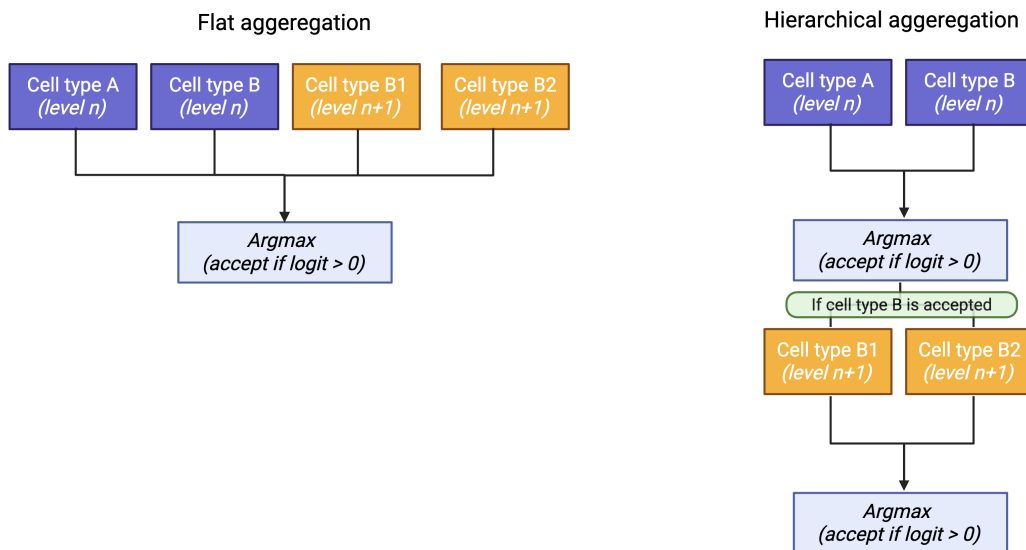 Flat aggeregation
Cell type A
(level n)
Cell type B
(level n)
Cell type B1
(level n+1)
Cell type B2
(level n+1)
Argmax
(accept if logit > 0)
Hierarchical aggeregation
Cell type A
(level n)
Cell type B
(level n)
Argmax
(accept if logit > 0)
If cell type B is accepted
Cell type B1
(level n+1)
Cell type B2
(level n+1)
Argmax
(accept if logit > 0)